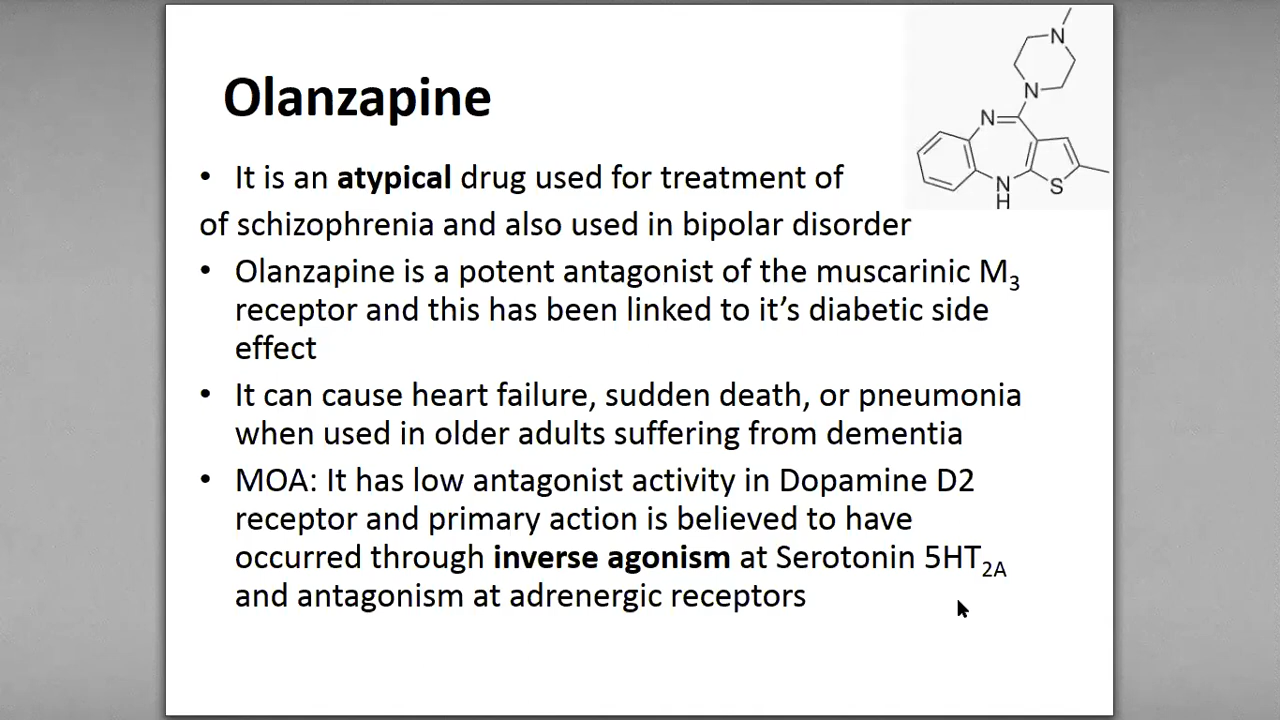 Olanzapine
• It is an atypical drug used for treatment of
of schizophrenia and also used in bipolar disorder
• Olanzapine is a potent antagonist of the muscarinic M3
receptor and this has been linked to it’s diabetic side
effect
• It can cause heart failure, sudden death, or pneumonia
when used in older adults suffering from dementia
• MOA: It has low antagonist activity in Dopamine D2
receptor and primary action is believed to have
occurred through inverse agonism at Serotonin 5HT2A
and antagonism at adrenergic receptors
N
N
N
N
H
S